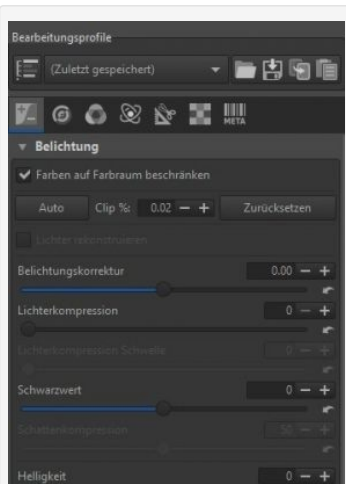 Bearbeitungsprofile
(Zuletzt gespeichert)
META
Belichtung
Farben auf Farbraum beschränken
Auto Clip %: 0.02 Zurücksetzen
Lichter rekonstruieren
Belichtungskorrektur 0.00
Lichterkompression 0
Lichterkompression Schwelle 0
Schwarzwert 0
Schattenkompression 50
Helligkeit 0